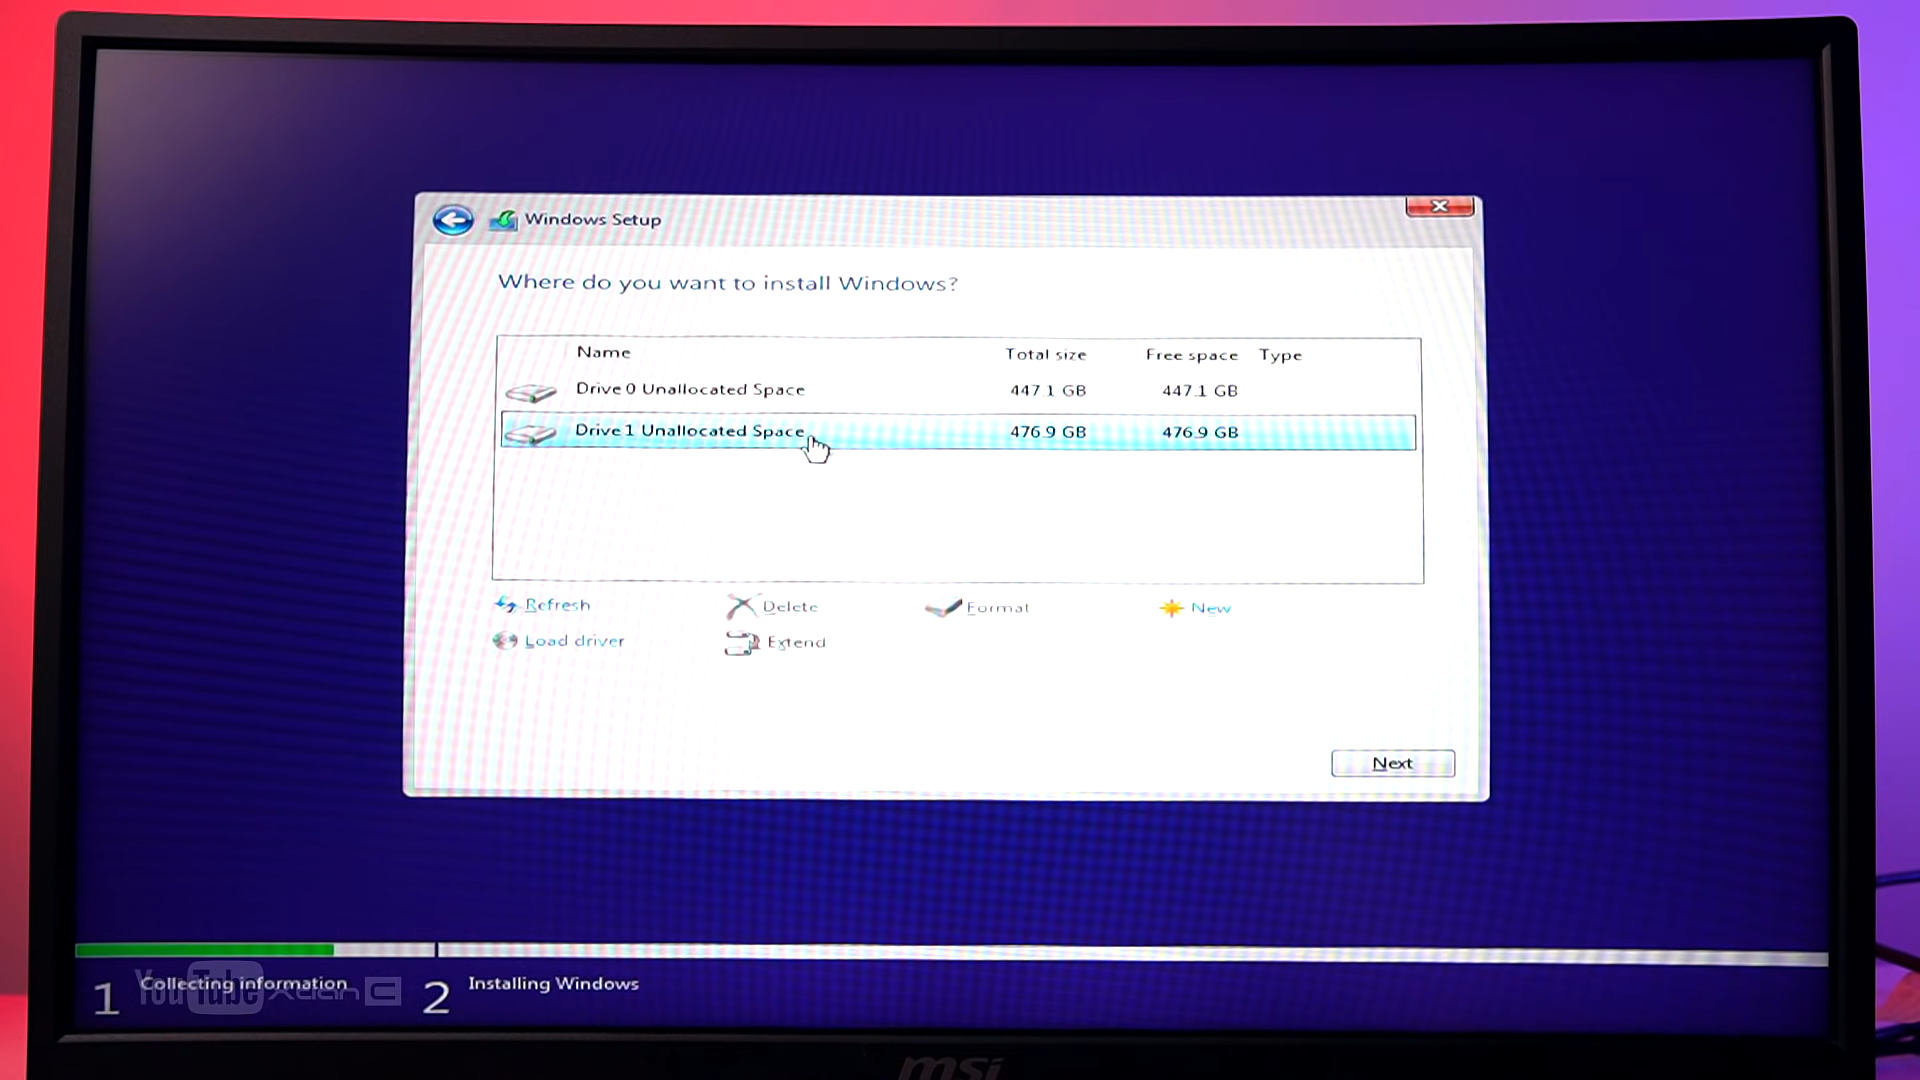 Windows Setup
Where do you want to install Windows?
Name Total size Free space Type
Drive 0 Unallocated Space 447.1 GB 447.1 GB
Drive 1 Unallocated Space 476.9 GB 476.9 GB
Refresh Delete Format New
Load driver Extend
Next
1 Collecting information 2 Installing Windows
YouTube
msi